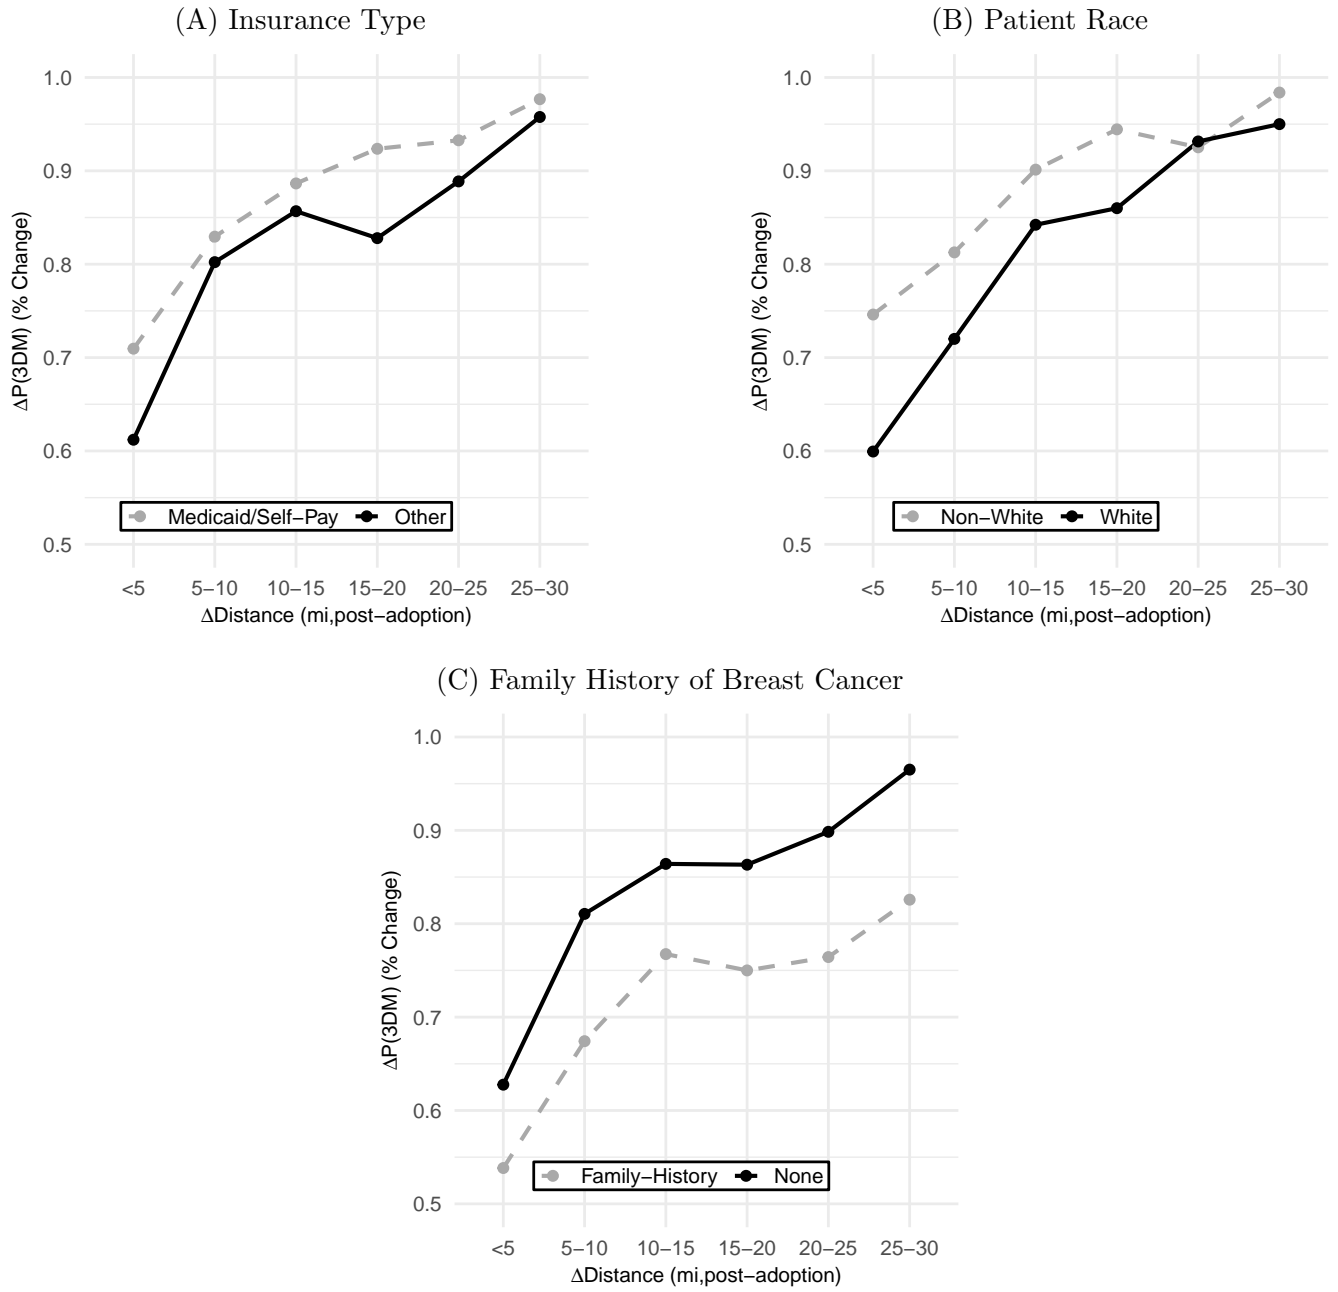 (A) Insurance Type
1.0
0.9
0.8
0.7
0.6
0.5
ΔP(3DM) (% Change)
Medicaid/Self−Pay Other
<5 5−10 10−15 15−20 20−25 25−30
ΔDistance (mi,post−adoption)
(B) Patient Race
1.0
0.9
0.8
0.7
0.6
0.5
ΔP(3DM) (% Change)
Non−White White
<5 5−10 10−15 15−20 20−25 25−30
ΔDistance (mi,post−adoption)
(C) Family History of Breast Cancer
1.0
0.9
0.8
0.7
0.6
0.5
ΔP(3DM) (% Change)
Family−History None
<5 5−10 10−15 15−20 20−25 25−30
ΔDistance (mi,post−adoption)